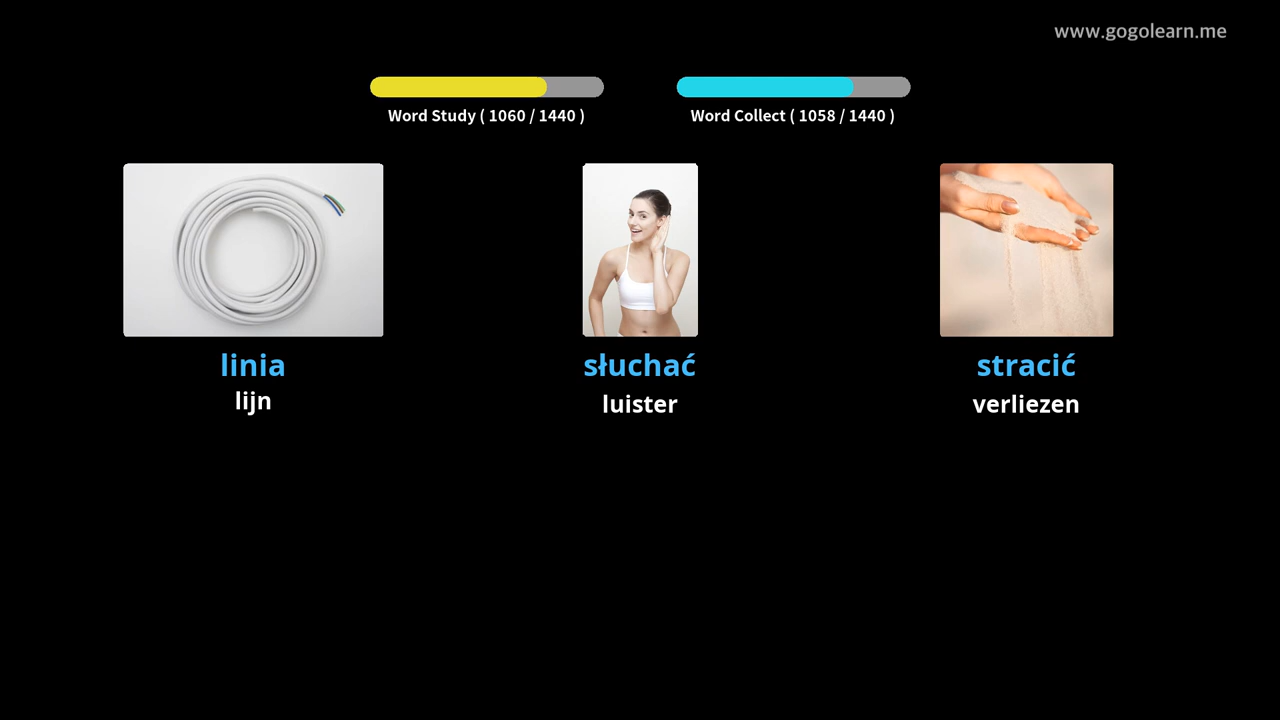 www.gogolearn.me
Word Study ( 1060 / 1440 )
Word Collect ( 1058 / 1440 )
linia
lijn
słuchać
luister
stracić
verliezen